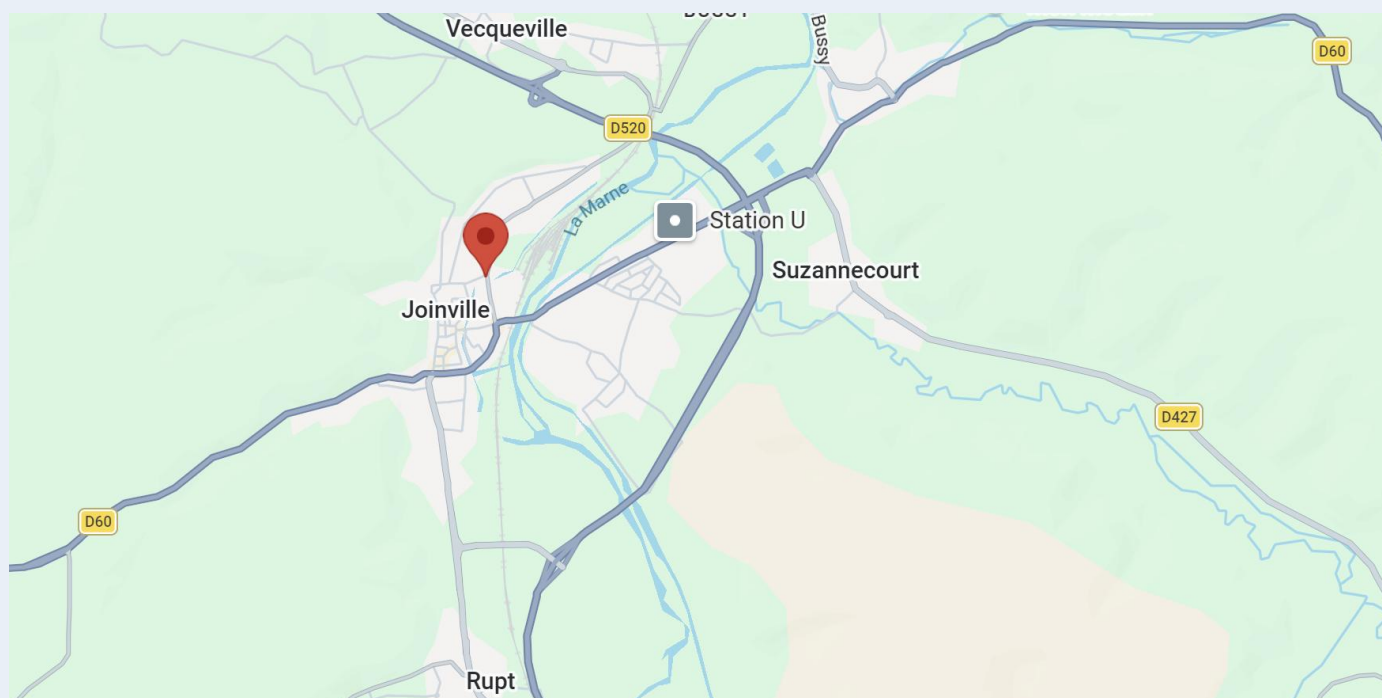 Vecqueville
Bussy
D60
D520
La Marne
Station U
Suzannecourt
Joinville
D427
D60
Rupt